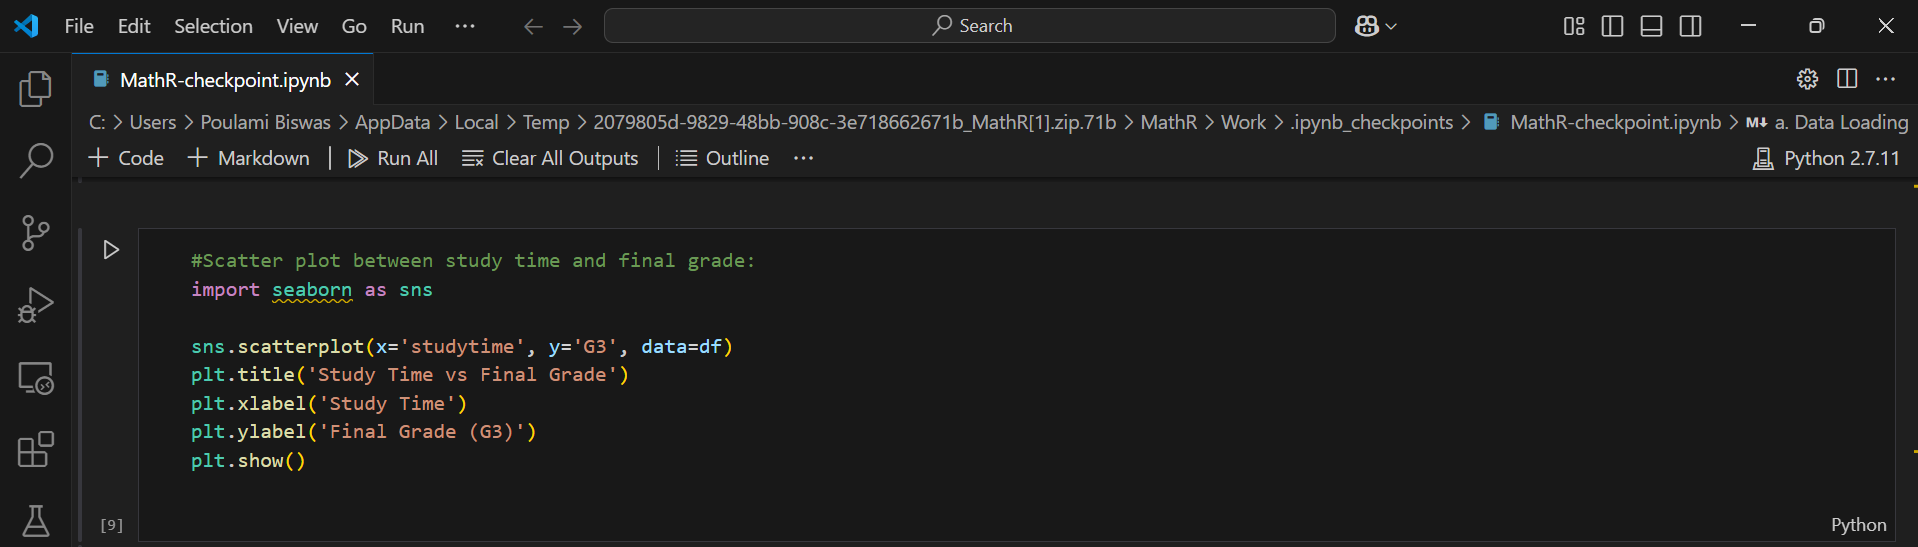 File Edit Selection View Go Run ··· Search
MathR-checkpoint.ipynb
C: > Users > Poulami Biswas > AppData > Local > Temp > 2079805d-9829-48bb-908c-3e718662671b_MathR[1].zip.71b > MathR > Work > .ipynb_checkpoints > MathR-checkpoint.ipynb > M↓ a. Data Loading
+ Code + Markdown | Run All Clear All Outputs | Outline ··· Python 2.7.11
#Scatter plot between study time and final grade:
import seaborn as sns
sns.scatterplot(x='studytime', y='G3', data=df)
plt.title('Study Time vs Final Grade')
plt.xlabel('Study Time')
plt.ylabel('Final Grade (G3)')
plt.show()
[9] Python